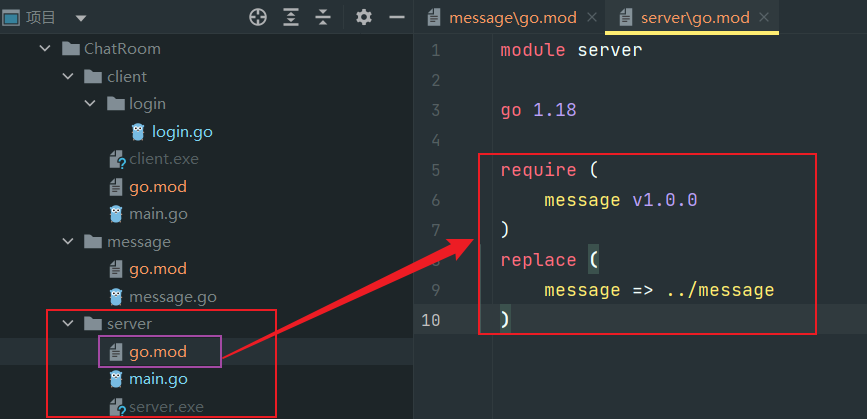 项目
ChatRoom
client
login
login.go
client.exe
go.mod
main.go
message
go.mod
message.go
server
go.mod
main.go
server.exe
message\go.mod
server\go.mod
1 module server
2
3 go 1.18
4
5 require (
6 message v1.0.0
7 )
8 replace (
9 message => ../message
10 )